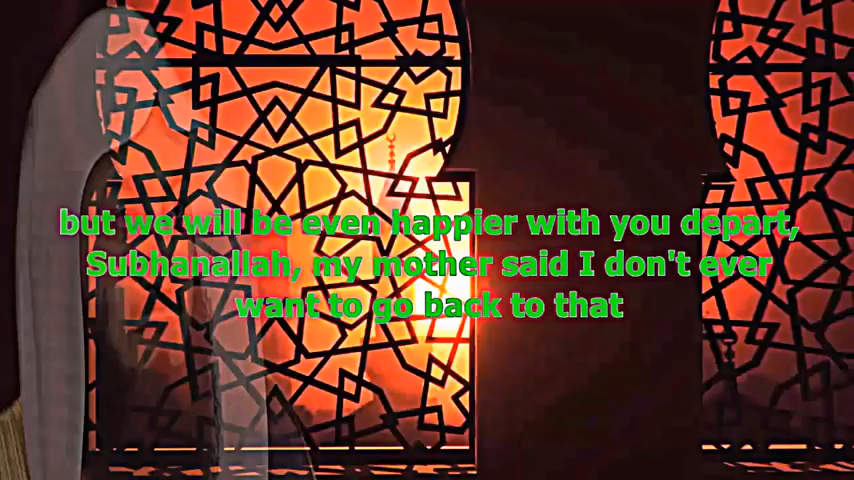 but we will be even happier with you depart,
Subhanallah, my mother said I don't ever
want to go back to that